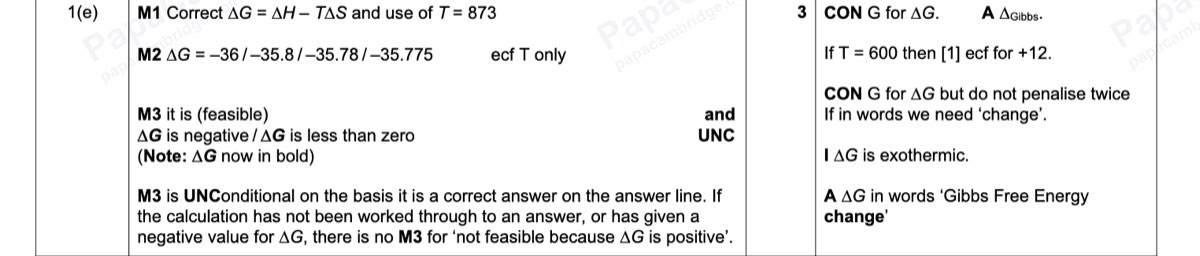 1(e)
M1 Correct ΔG = ΔH – TΔS and use of T = 873
3
CON G for ΔG. A ΔGibbs.
M2 ΔG = –36 / –35.8 / –35.78 / –35.775 ecf T only
If T = 600 then [1] ecf for +12.
M3 it is (feasible) and
ΔG is negative / ΔG is less than zero UNC
(Note: ΔG now in bold)
CON G for ΔG but do not penalise twice
If in words we need ‘change’.
I ΔG is exothermic.
M3 is UNConditional on the basis it is a correct answer on the answer line. If
the calculation has not been worked through to an answer, or has given a
negative value for ΔG, there is no M3 for ‘not feasible because ΔG is positive’.
A ΔG in words ‘Gibbs Free Energy
change’